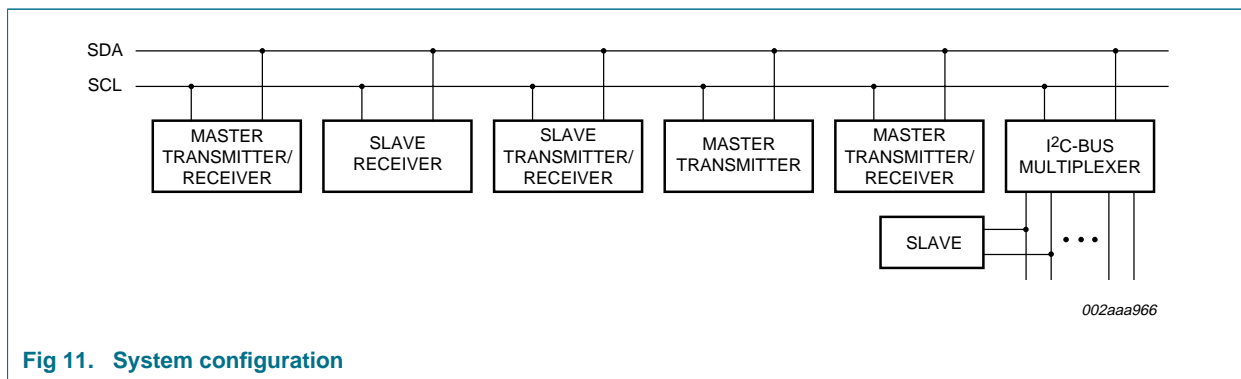 SDA
SCL
MASTER
TRANSMITTER/
RECEIVER
SLAVE
RECEIVER
SLAVE
TRANSMITTER/
RECEIVER
MASTER
TRANSMITTER
MASTER
TRANSMITTER/
RECEIVER
I²C-BUS
MULTIPLEXER
SLAVE
002aaa966
Fig 11. System configuration